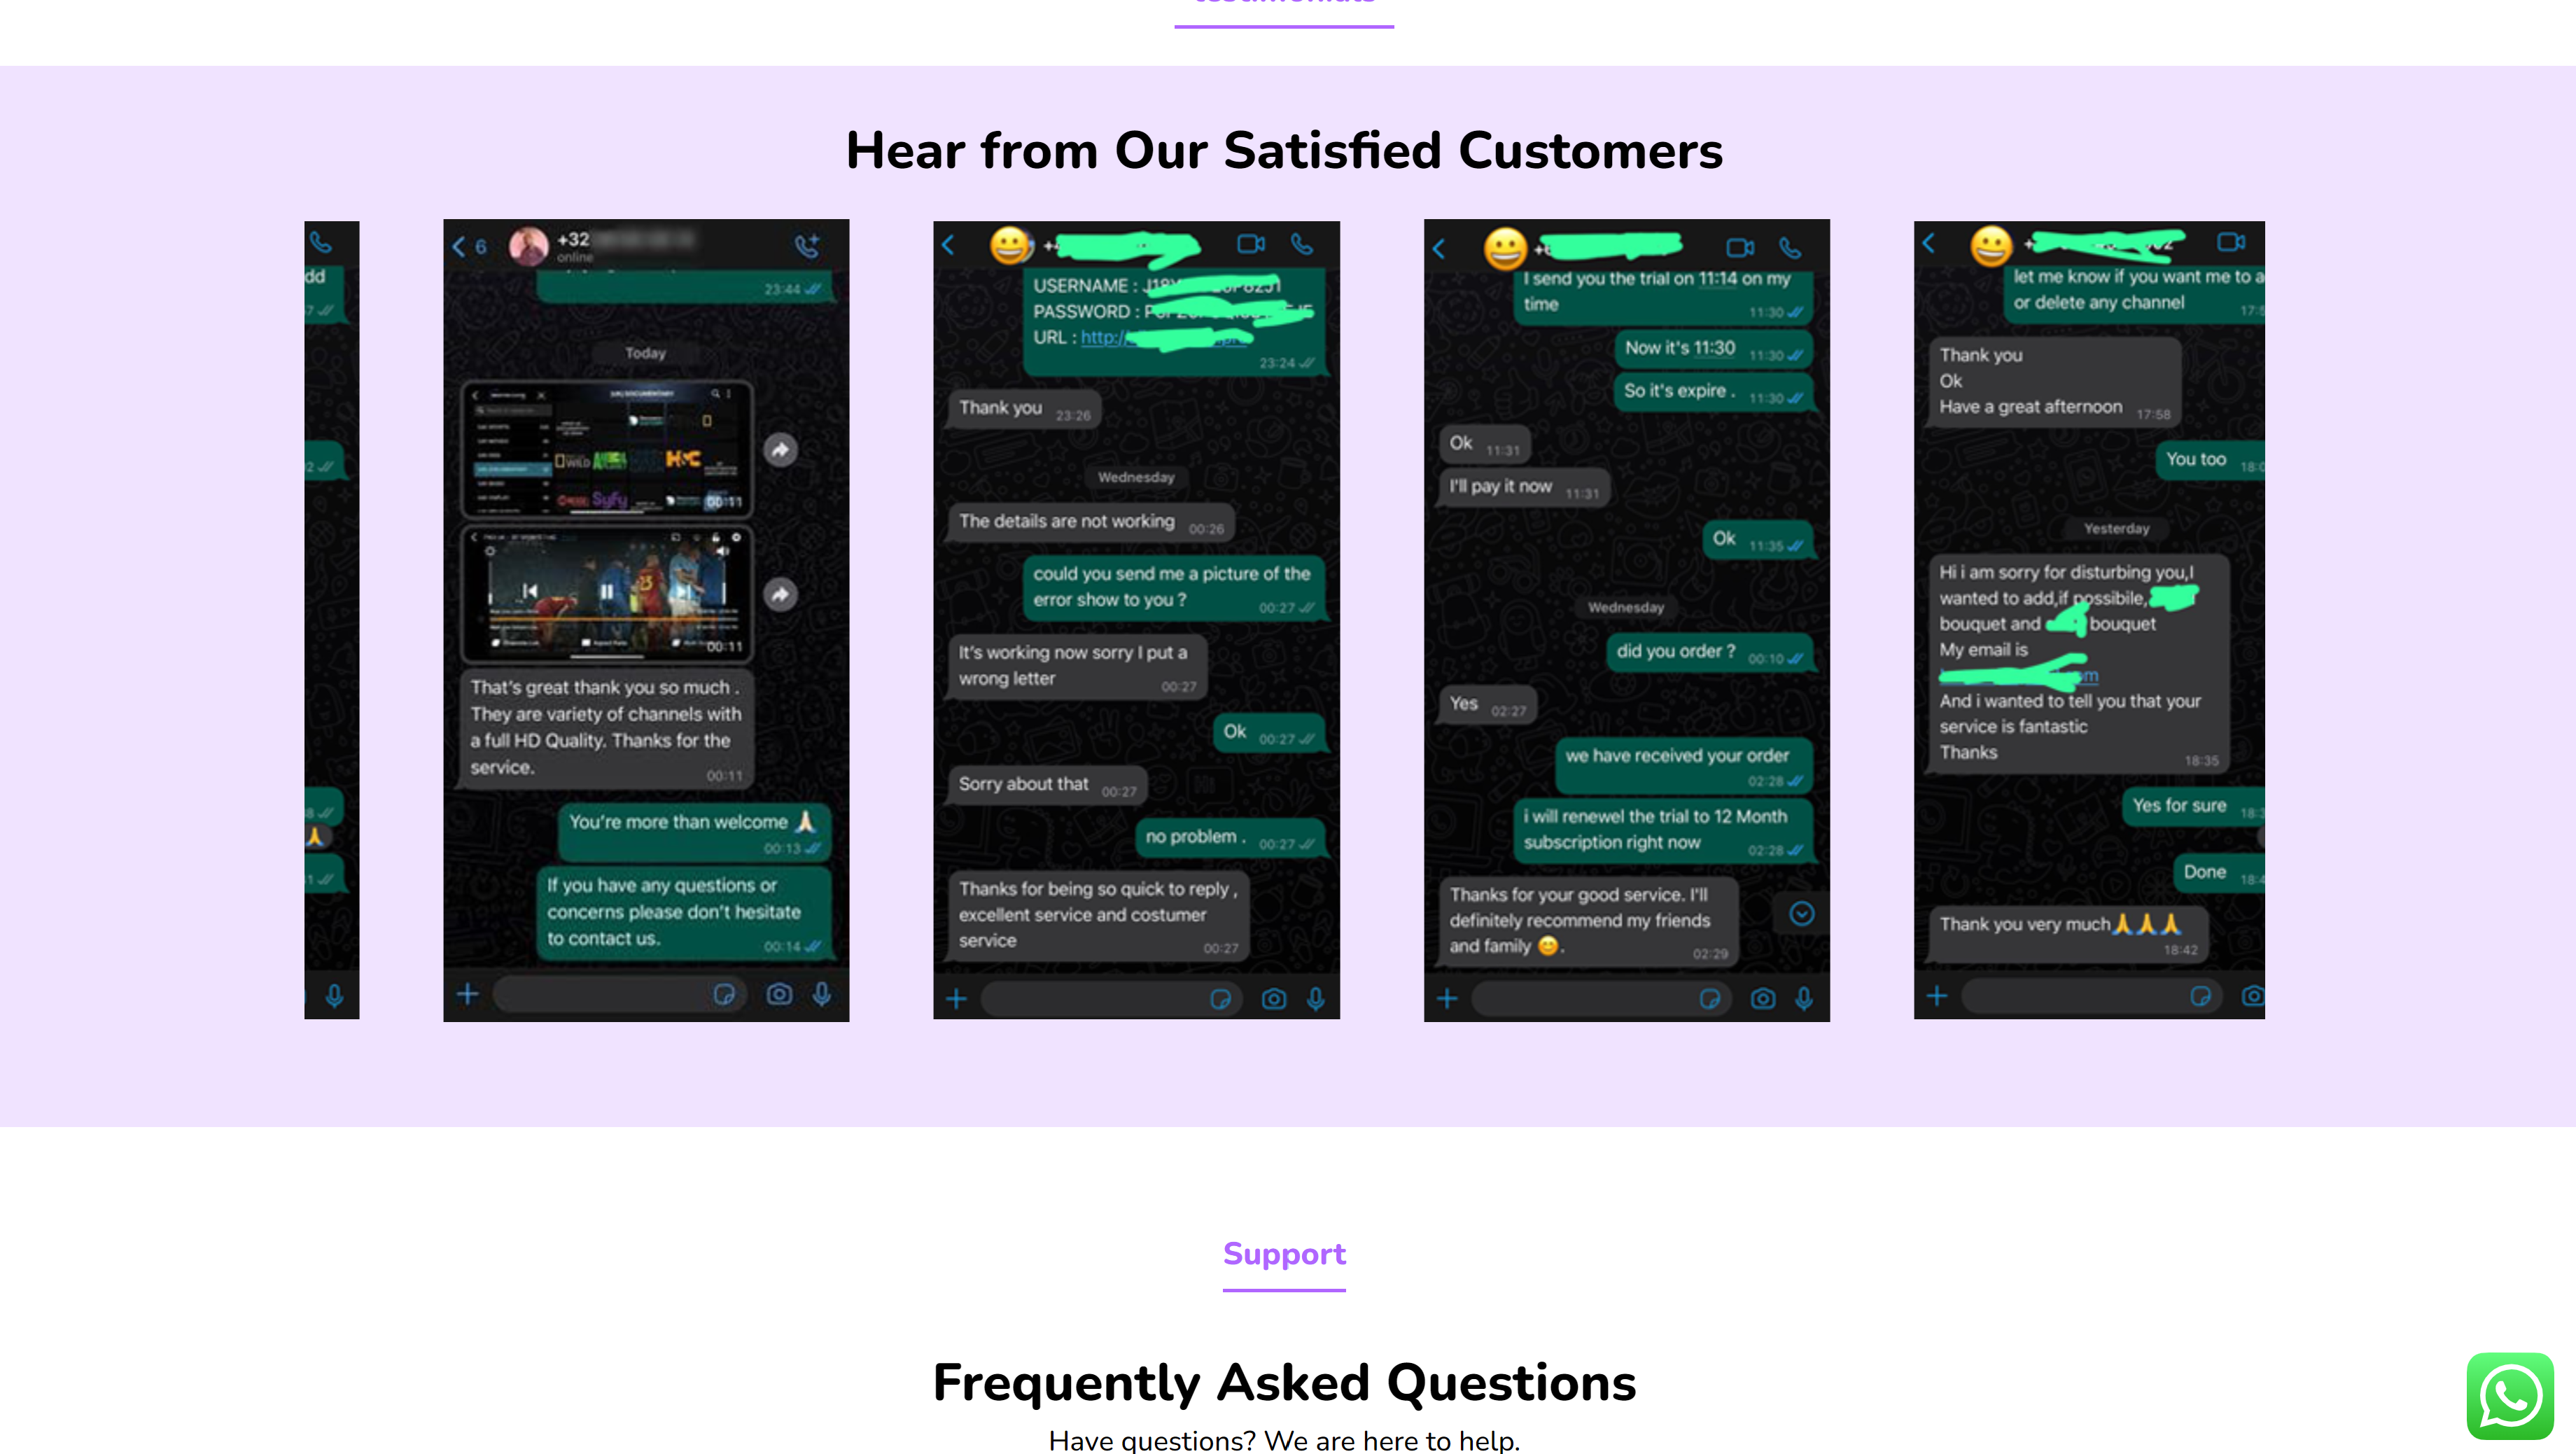 testimonials
Hear from Our Satisfied Customers
dd
6
+32
online
23:44
Today
WILD
Syfy
00:11
00:11
That's great thank you so much .
They are variety of channels with
a full HD Quality. Thanks for the
service.
00:11
You're more than welcome 🙏
00:13
If you have any questions or
concerns please don't hesitate
to contact us.
00:14
USERNAME :
PASSWORD :
URL : http://
23:24
Thank you 23:26
Wednesday
The details are not working 00:26
could you send me a picture of the
error show to you ? 00:27
It's working now sorry I put a
wrong letter 00:27
Ok 00:27
Sorry about that 00:27
no problem . 00:27
Thanks for being so quick to reply ,
excellent service and costumer
service 00:27
I send you the trial on 11:14 on my
time 11:30
Now it's 11:30 11:30
So it's expire . 11:30
Ok 11:31
I'll pay it now 11:31
Ok 11:35
Wednesday
did you order ? 00:10
Yes 02:27
we have received your order
02:28
i will renewel the trial to 12 Month
subscription right now 02:28
Thanks for your good service. I'll
definitely recommend my friends
and family 😊. 02:29
let me know if you want me to a
or delete any channel
Thank you
Ok
Have a great afternoon 17:58
You too
Yesterday
Hi i am sorry for disturbing you,I
wanted to add,if possibile,
bouquet and bouquet
My email is
And i wanted to tell you that your
service is fantastic
Thanks 18:35
Yes for sure
Done
Thank you very much🙏🙏🙏
18:42
Support
Frequently Asked Questions
Have questions? We are here to help.